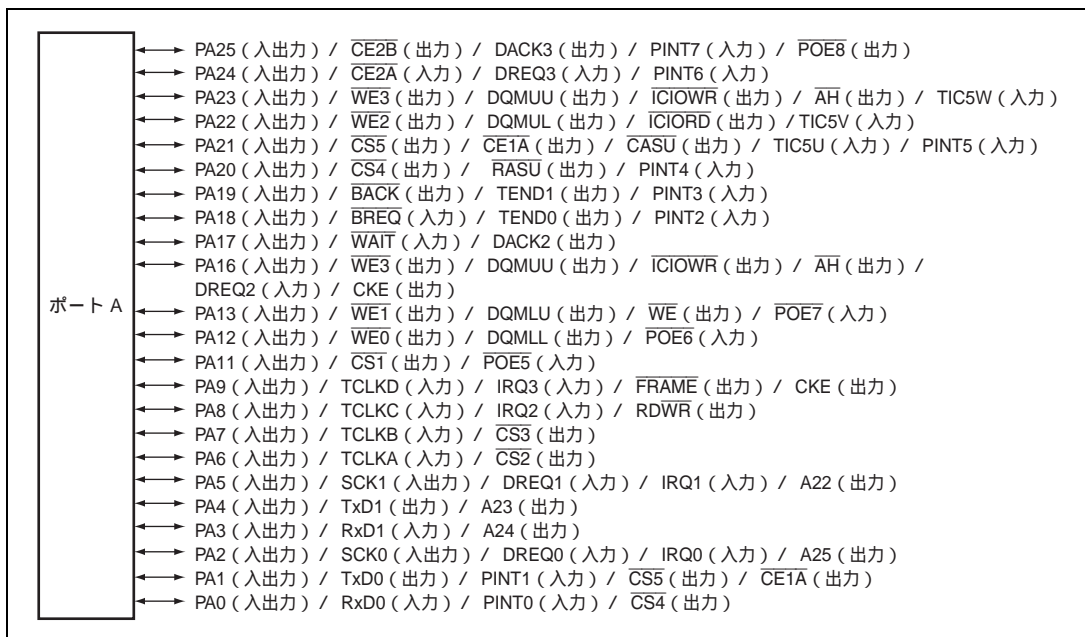 PA25(入出力)/ CE2B(出力)/ DACK3(出力)/ PINT7(入力)/ POE8(出力)
PA24(入出力)/ CE2A(入力)/ DREQ3(入力)/ PINT6(入力)
PA23(入出力)/ WE3(出力)/ DQMUU(出力)/ ICIOWR(出力)/ AH(出力)/ TIC5W(入力)
PA22(入出力)/ WE2(出力)/ DQMUL(出力)/ ICIORD(出力)/TIC5V(入力)
PA21(入出力)/ CS5(出力)/ CE1A(出力)/ CASU(出力)/ TIC5U(入力)/ PINT5(入力)
PA20(入出力)/ CS4(出力)/ RASU(出力)/ PINT4(入力)
PA19(入出力)/ BACK(出力)/ TEND1(出力)/ PINT3(入力)
PA18(入出力)/ BREQ(入力)/ TEND0(出力)/ PINT2(入力)
PA17(入出力)/ WAIT(入力)/ DACK2(出力)
PA16(入出力)/ WE3(出力)/ DQMUU(出力)/ ICIOWR(出力)/ AH(出力)/
DREQ2(入力)/ CKE(出力)
ポート A
PA13(入出力)/ WE1(出力)/ DQMLU(出力)/ WE(出力)/ POE7(入力)
PA12(入出力)/ WE0(出力)/ DQMLL(出力)/ POE6(入力)
PA11(入出力)/ CS1(出力)/ POE5(入力)
PA9(入出力)/ TCLKD(入力)/ IRQ3(入力)/ FRAME(出力)/ CKE(出力)
PA8(入出力)/ TCLKC(入力)/ IRQ2(入力)/ RDWR(出力)
PA7(入出力)/ TCLKB(入力)/ CS3(出力)
PA6(入出力)/ TCLKA(入力)/ CS2(出力)
PA5(入出力)/ SCK1(入出力)/ DREQ1(入力)/ IRQ1(入力)/ A22(出力)
PA4(入出力)/ TxD1(出力)/ A23(出力)
PA3(入出力)/ RxD1(入力)/ A24(出力)
PA2(入出力)/ SCK0(入出力)/ DREQ0(入力)/ IRQ0(入力)/ A25(出力)
PA1(入出力)/ TxD0(出力)/ PINT1(入力)/ CS5(出力)/ CE1A(出力)
PA0(入出力)/ RxD0(入力)/ PINT0(入力)/ CS4(出力)